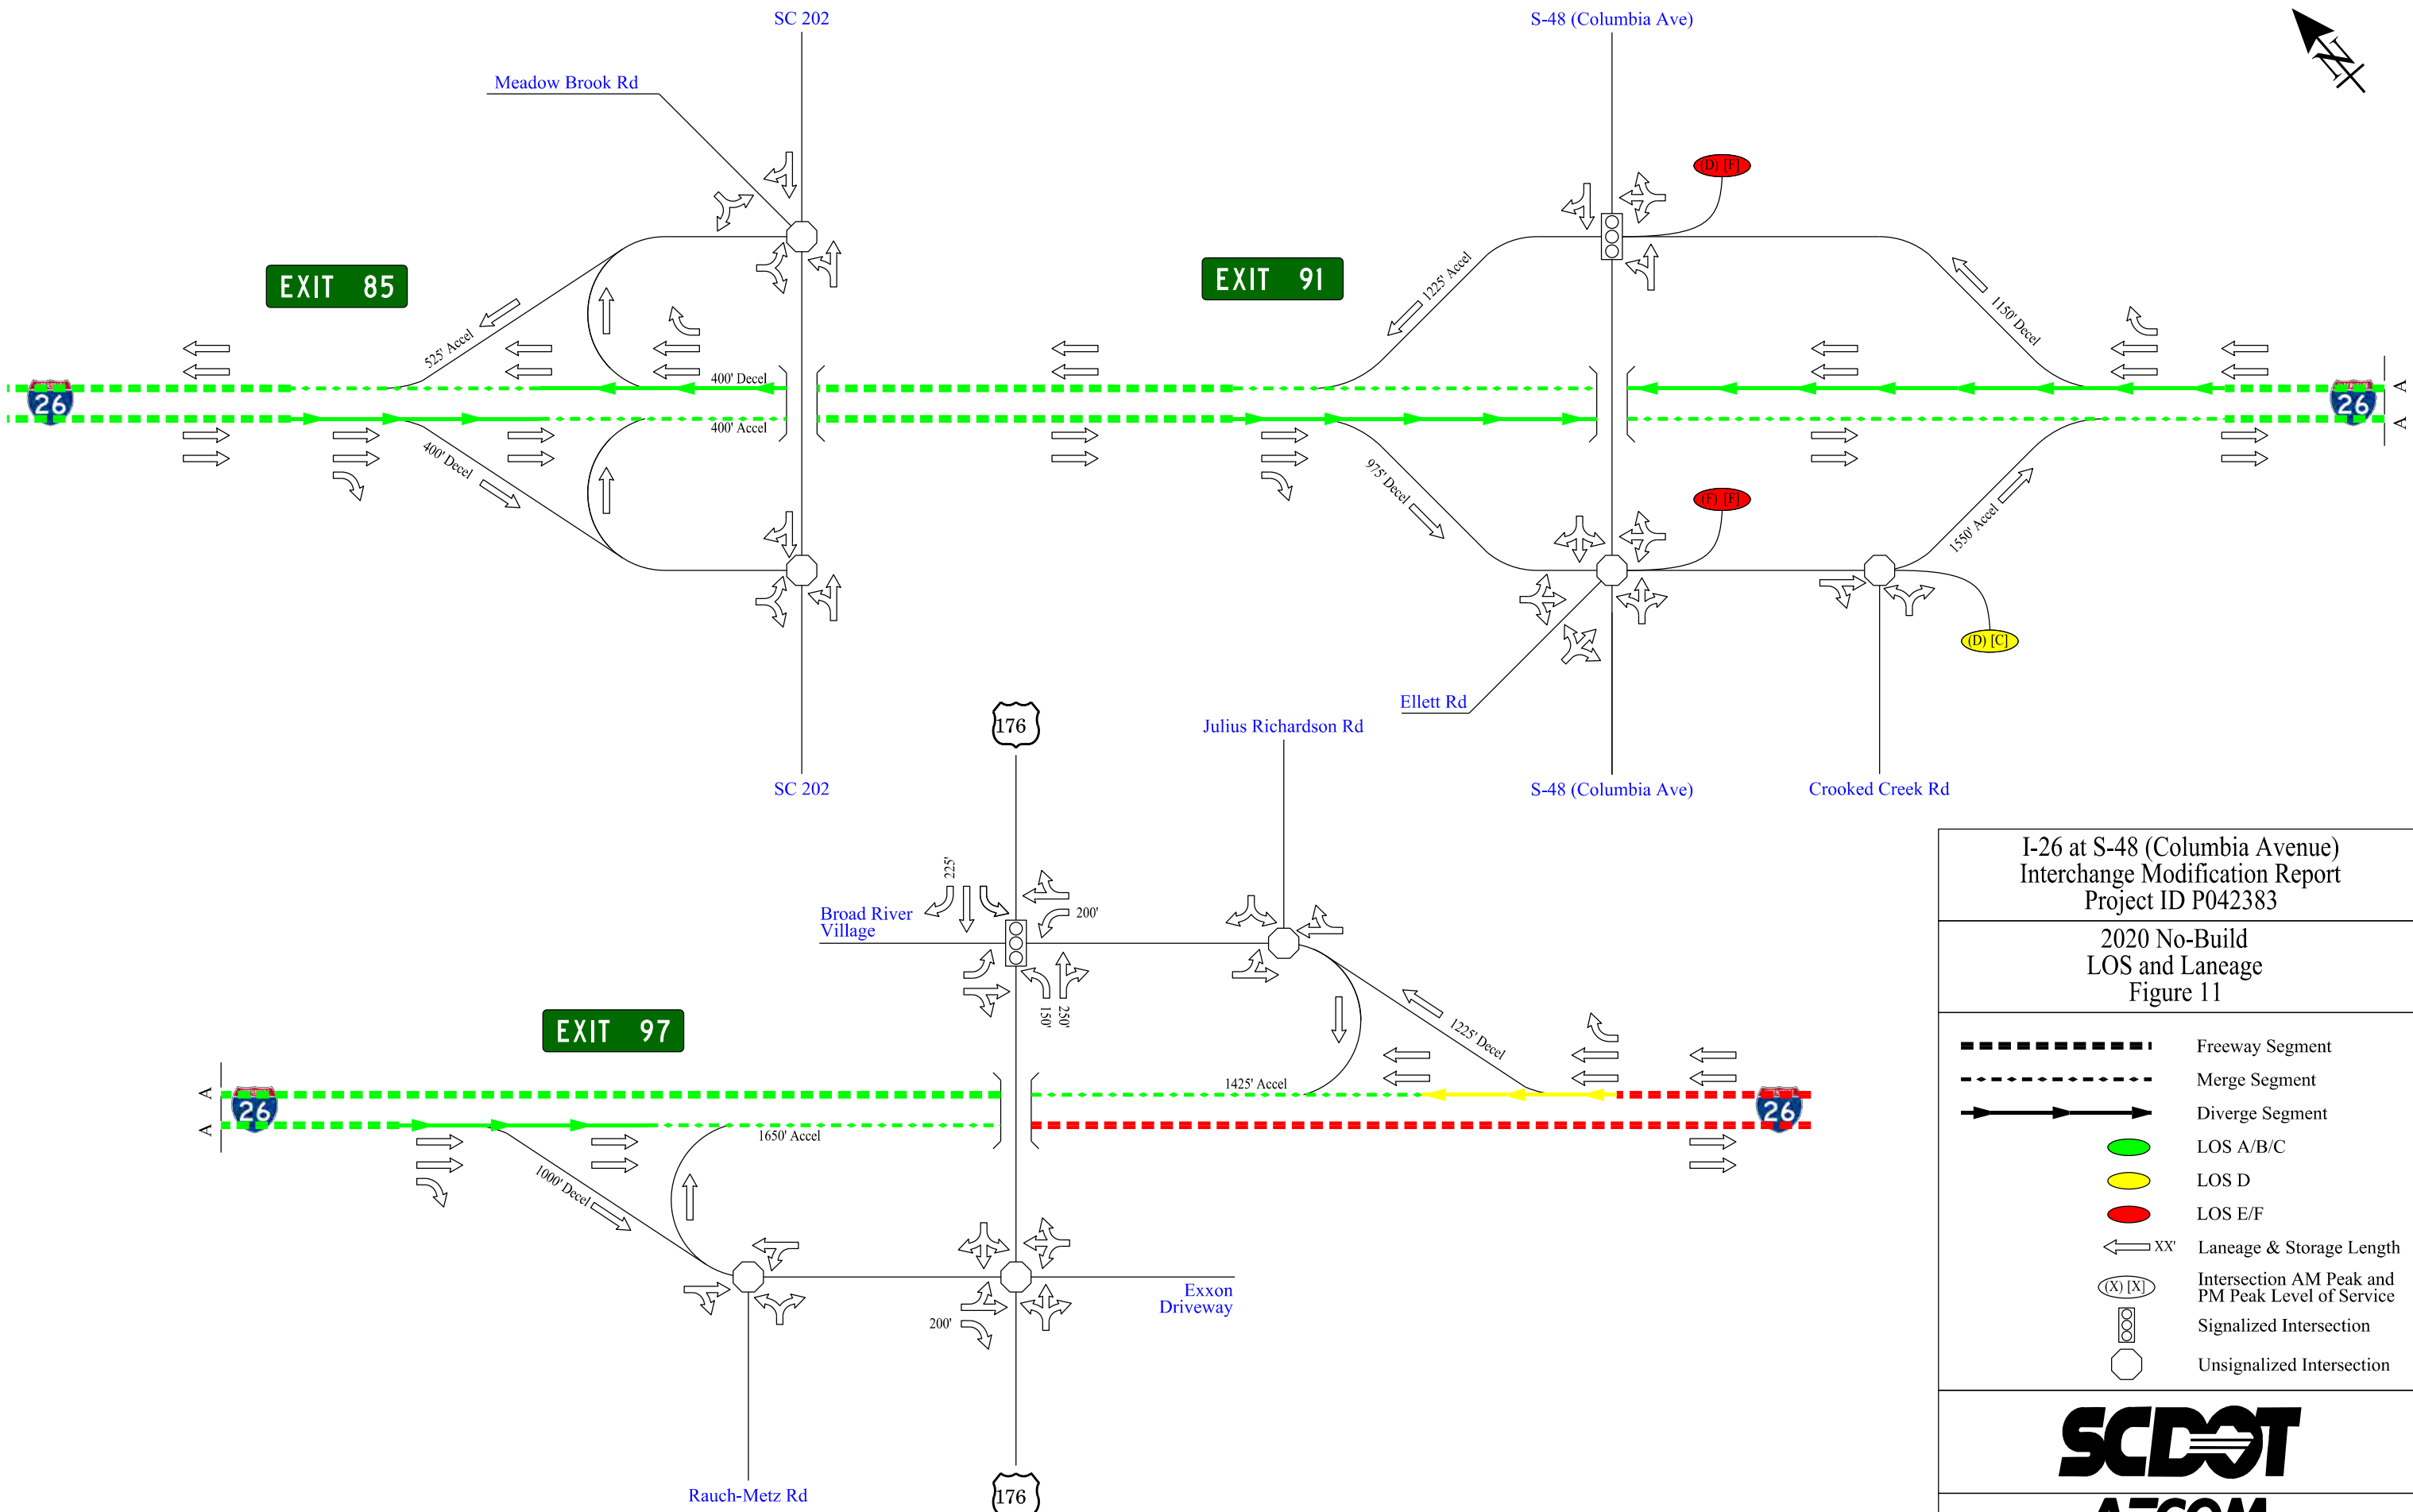 SC 202
S-48 (Columbia Ave)
N
Meadow Brook Rd
(D) [F]
EXIT 85
EXIT 91
525' Accel
1225' Accel
1150' Decel
400' Decel
26
26
A
A
400' Accel
400' Decel
975' Decel
(F) [F]
1550' Accel
(D) [C]
Ellett Rd
176
Julius Richardson Rd
SC 202
S-48 (Columbia Ave)
Crooked Creek Rd
225'
Broad River
Village
200'
150'
250'
EXIT 97
1225' Decel
1425' Accel
A
A
26
26
1650' Accel
1000' Decel
Exxon
Driveway
200'
Rauch-Metz Rd
176
I-26 at S-48 (Columbia Avenue)
Interchange Modification Report
Project ID P042383
2020 No-Build
LOS and Laneage
Figure 11
Freeway Segment
Merge Segment
Diverge Segment
LOS A/B/C
LOS D
LOS E/F
XX' Laneage & Storage Length
(X) [X] Intersection AM Peak and
PM Peak Level of Service
Signalized Intersection
Unsignalized Intersection
SCDOT
AECOM